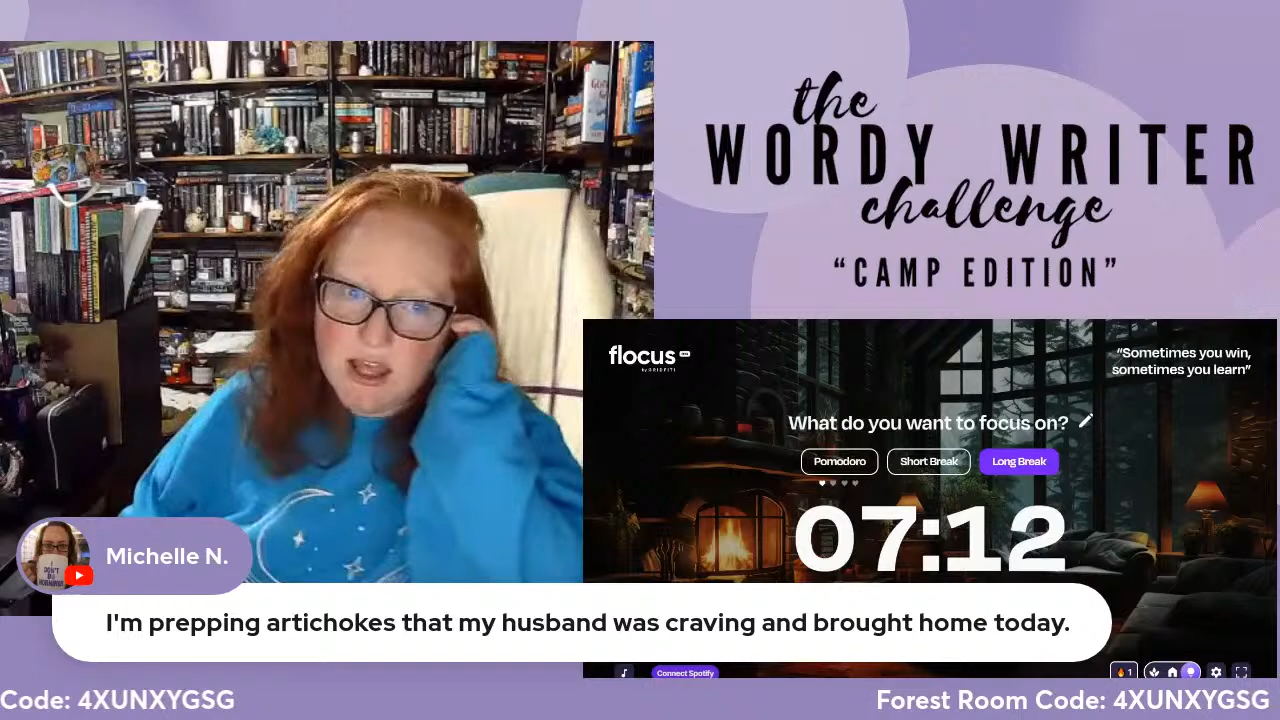 the
WORDY WRITER
challenge
“CAMP EDITION”
flocus
“Sometimes you win,
sometimes you learn”
What do you want to focus on?
Pomodoro
Short Break
Long Break
07:12
Michelle N.
I'm prepping artichokes that my husband was craving and brought home today.
Connect Spotify
1
Code: 4XUNXYGSG
Forest Room Code: 4XUNXYGSG